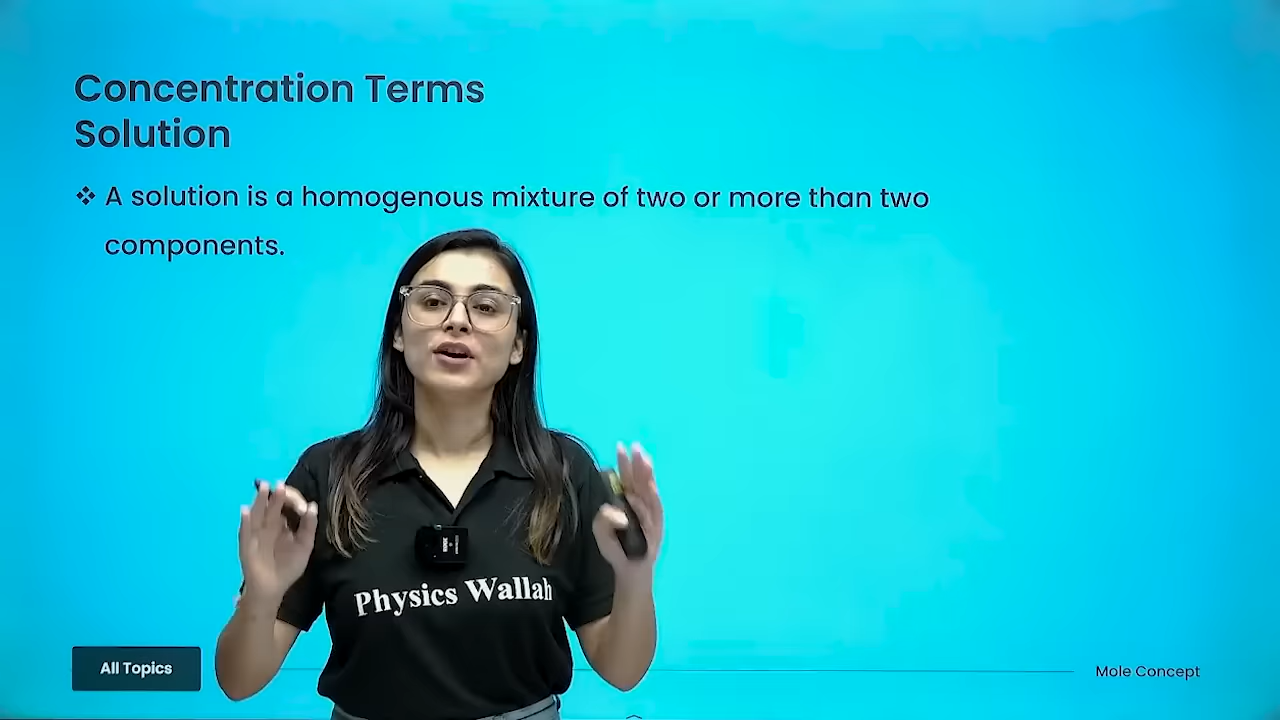 Concentration Terms
Solution
❖ A solution is a homogenous mixture of two or more than two
components.
Physics Wallah
All Topics
Mole Concept